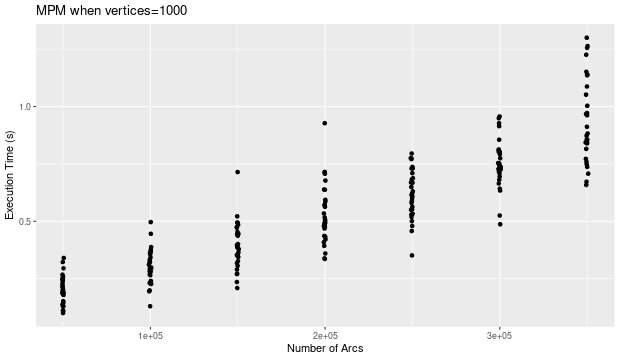 MPM when vertices=1000
Execution Time (s)
1.0
0.5
1e+05
2e+05
3e+05
Number of Arcs